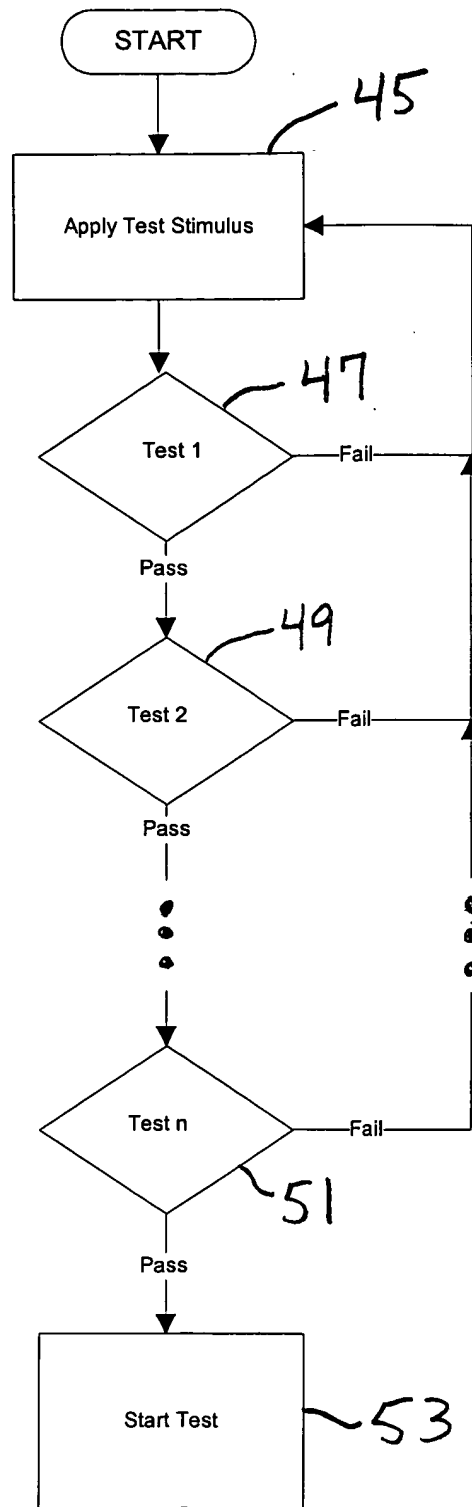 START
45
Apply Test Stimulus
47
Test 1
Fail
Pass
49
Test 2
Fail
Pass
Test n
Fail
51
Pass
Start Test
53